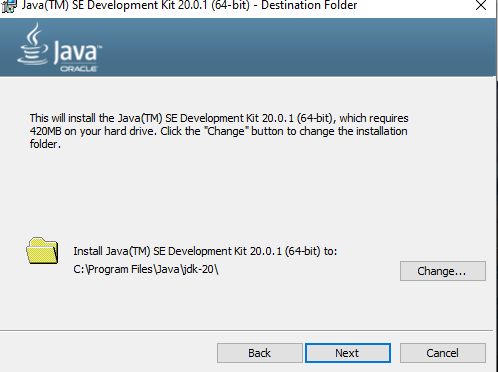 Java(TM) SE Development Kit 20.0.1 (64-bit) - Destination Folder
Java™
ORACLE
This will install the Java(TM) SE Development Kit 20.0.1 (64-bit), which requires
420MB on your hard drive. Click the "Change" button to change the installation
folder.
Install Java(TM) SE Development Kit 20.0.1 (64-bit) to:
C:\Program Files\Java\jdk-20\
Change...
Back
Next
Cancel